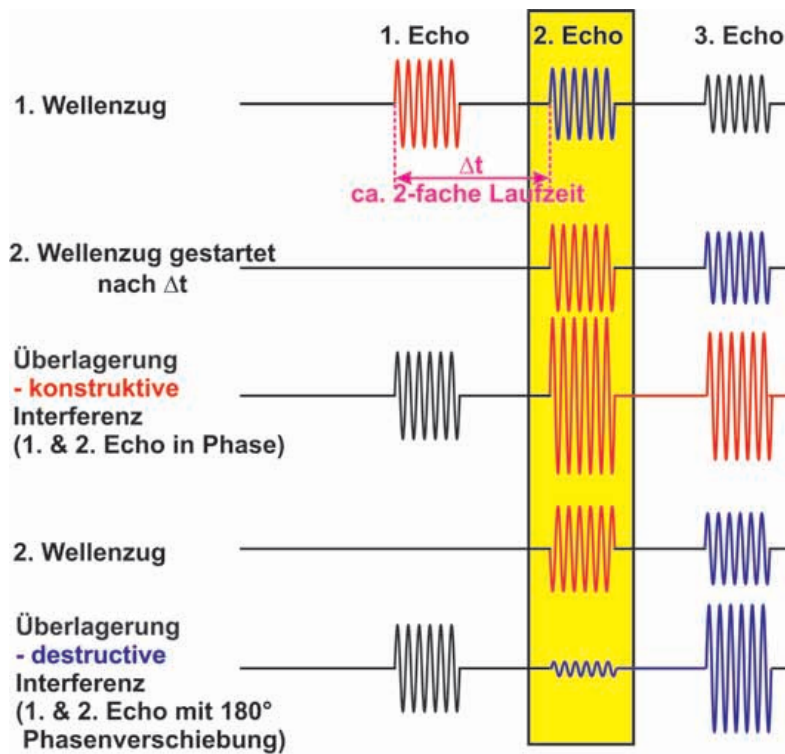 1. Echo 2. Echo 3. Echo
1. Wellenzug
Δt
ca. 2-fache Laufzeit
2. Wellenzug gestartet
nach Δt
Überlagerung
- konstruktive
Interferenz
(1. & 2. Echo in Phase)
2. Wellenzug
Überlagerung
- destructive
Interferenz
(1. & 2. Echo mit 180°
Phasenverschiebung)